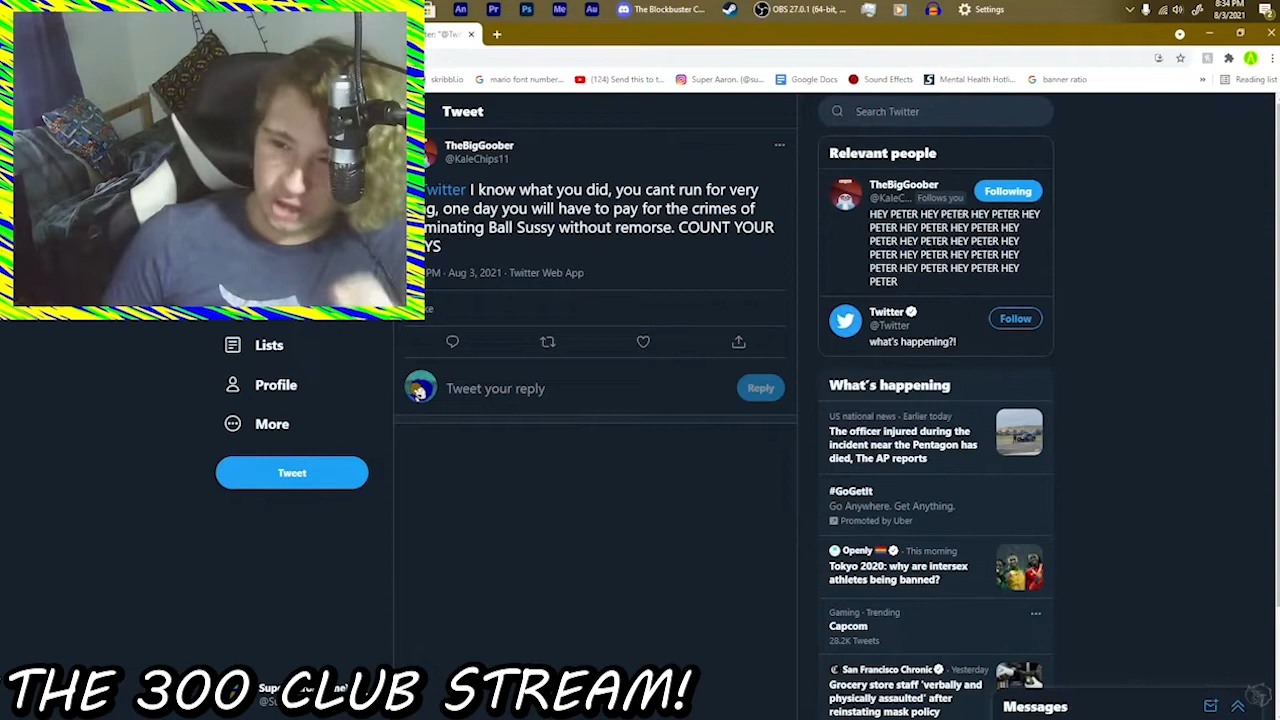 An Pr Ps Me Au The Blockbuster C... OBS 27.0.1 (64-bit, ... Settings
8:34 PM
8/3/2021
skribbl.io mario font number... (124) Send this to t... Super Aaron. (@su... Google Docs Sound Effects Mental Health Hotli... banner ratio » Reading list
Tweet
Search Twitter
TheBigGoober
@KaleChips11
Twitter I know what you did, you cant run for very
one day you will have to pay for the crimes of
minating Ball Sussy without remorse. COUNT YOUR
YS
PM · Aug 3, 2021 · Twitter Web App
Tweet your reply
Reply
Relevant people
TheBigGoober
@KaleC... Follows you
Following
HEY PETER HEY PETER HEY PETER HEY
PETER HEY PETER HEY PETER HEY
PETER HEY PETER HEY PETER HEY
PETER HEY PETER HEY PETER HEY
PETER HEY PETER HEY PETER HEY
PETER
Twitter
@Twitter
Follow
what's happening?!
What's happening
US national news · Earlier today
The officer injured during the
incident near the Pentagon has
died, The AP reports
#GoGetIt
Go Anywhere. Get Anything.
Promoted by Uber
Openly · This morning
Tokyo 2020: why are intersex
athletes being banned?
Gaming · Trending
Capcom
28.2K Tweets
San Francisco Chronic · Yesterday
Grocery store staff 'verbally and
physically assaulted' after
reinstating mask policy
Lists
Profile
More
Tweet
Messages
THE 300 CLUB STREAM!